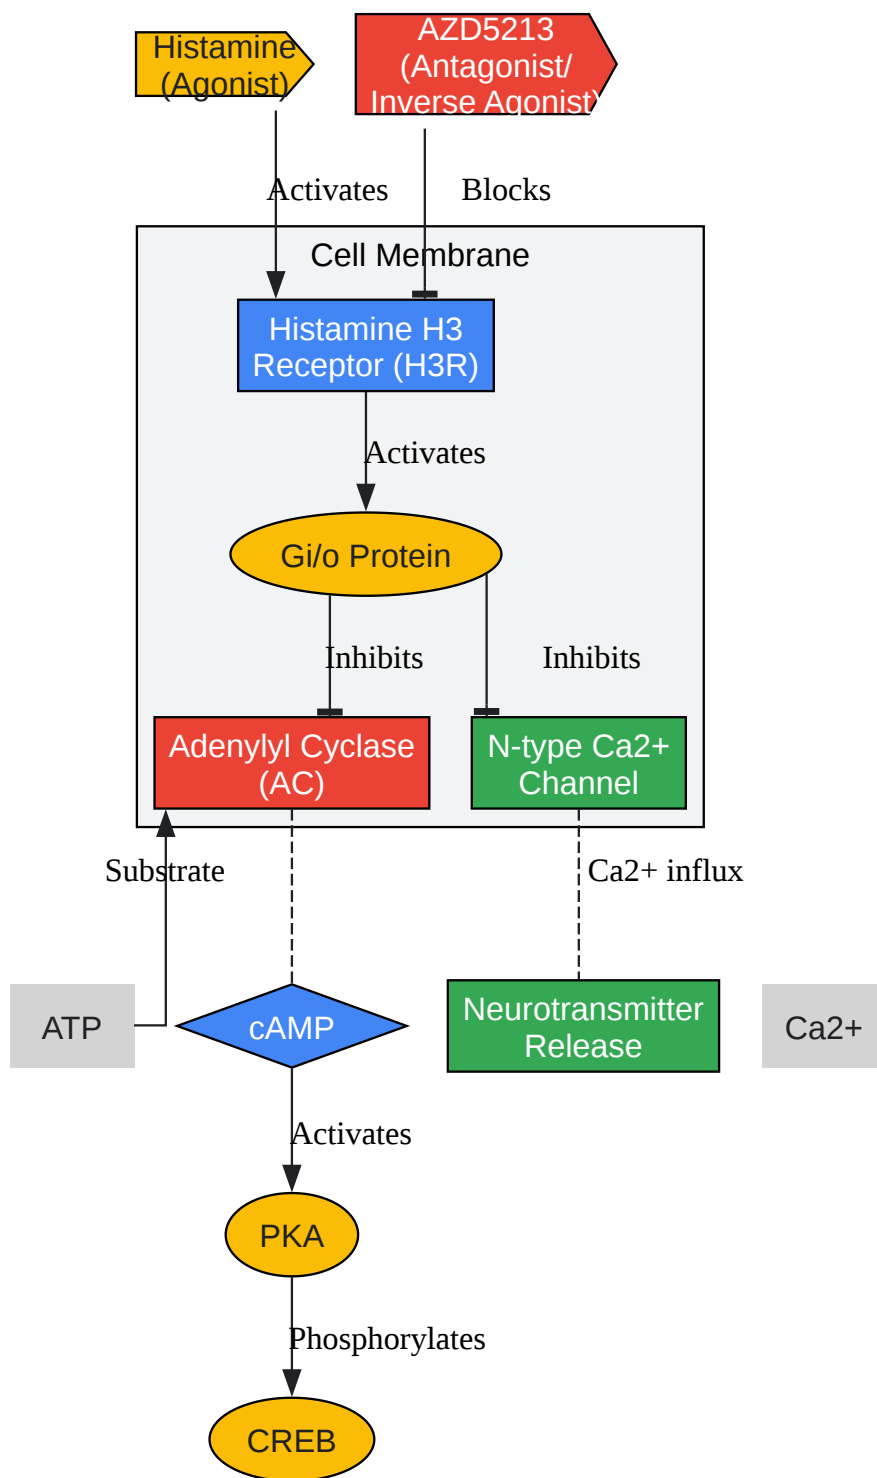 Histamine
(Agonist)
AZD5213
(Antagonist/
Inverse Agonist)
Activates
Blocks
Cell Membrane
Histamine H3
Receptor (H3R)
Activates
Gi/o Protein
Inhibits
Inhibits
Adenylyl Cyclase
(AC)
N-type Ca2+
Channel
Substrate
Ca2+ influx
ATP
cAMP
Neurotransmitter
Release
Ca2+
Activates
PKA
Phosphorylates
CREB